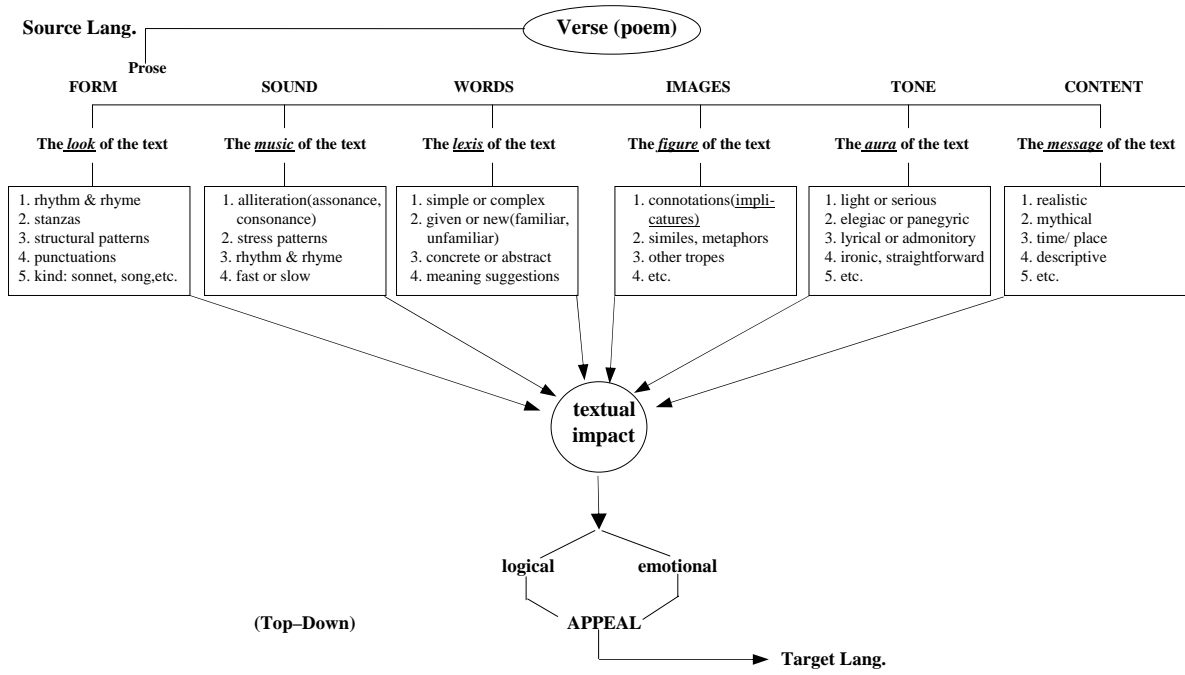 Source Lang.
Verse (poem)
Prose
FORM
SOUND
WORDS
IMAGES
TONE
CONTENT
The look of the text
The music of the text
The lexis of the text
The figure of the text
The aura of the text
The message of the text
1. rhythm & rhyme
2. stanzas
3. structural patterns
4. punctuations
5. kind: sonnet, song,etc.
1. alliteration(assonance,
consonance)
2. stress patterns
3. rhythm & rhyme
4. fast or slow
1. simple or complex
2. given or new(familiar,
unfamiliar)
3. concrete or abstract
4. meaning suggestions
1. connotations(impli-
catures)
2. similes, metaphors
3. other tropes
4. etc.
1. light or serious
2. elegiac or panegyric
3. lyrical or admonitory
4. ironic, straightforward
5. etc.
1. realistic
2. mythical
3. time/ place
4. descriptive
5. etc.
textual
impact
logical
emotional
(Top–Down)
APPEAL
Target Lang.